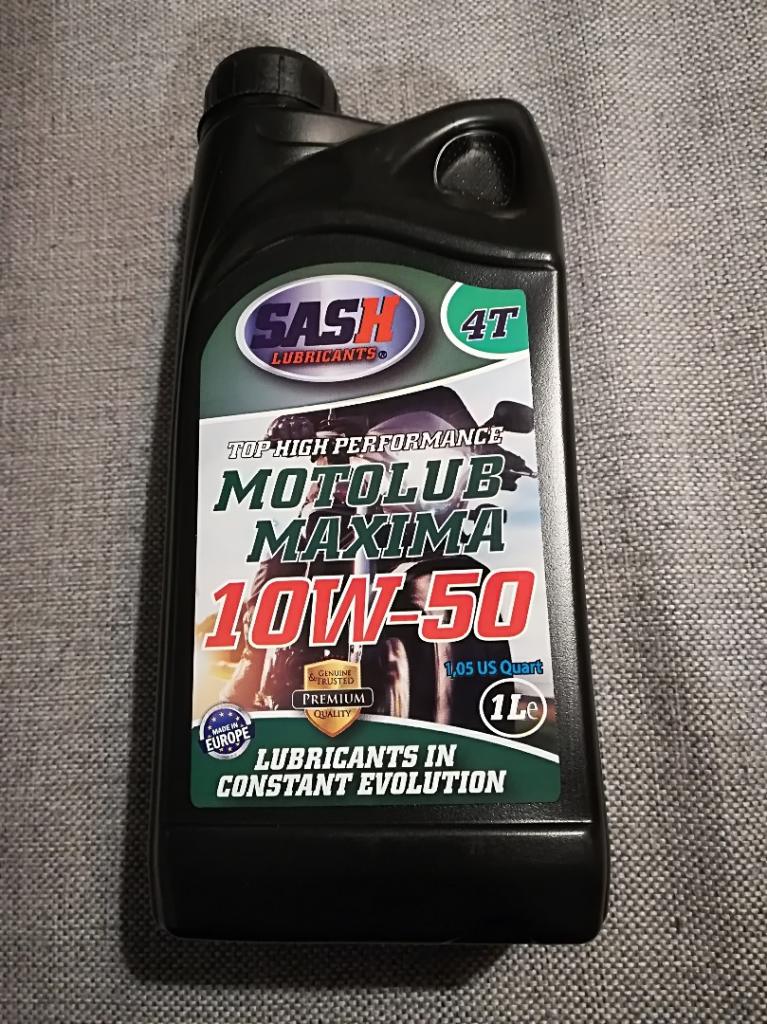 SASH
LUBRICANTS
4T
TOP HIGH PERFORMANCE
MOTOLUB
MAXIMA
10W-50
1,05 US Quart
1Le
GENUINE
& TRUSTED
PREMIUM
QUALITY
MADE IN
EUROPE
LUBRICANTS IN
CONSTANT EVOLUTION